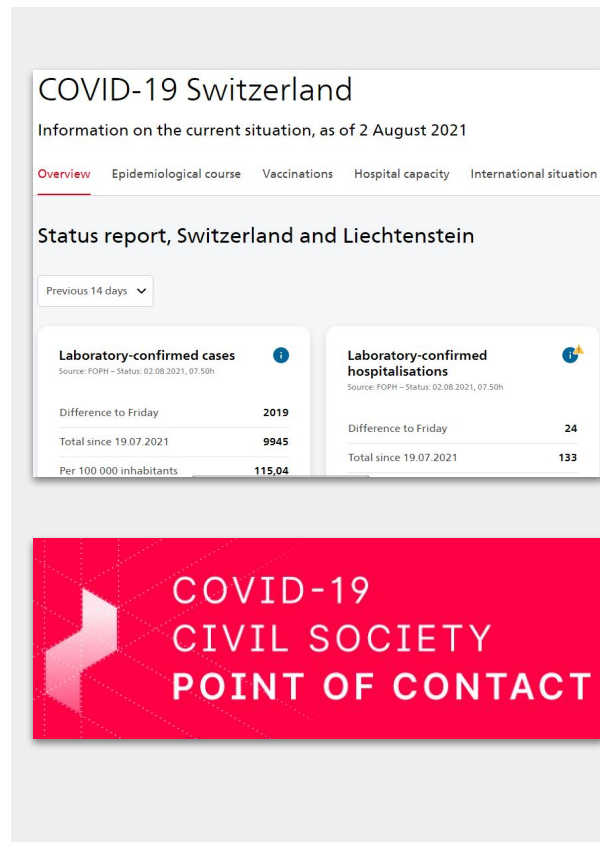 COVID-19 Switzerland
Information on the current situation, as of 2 August 2021
Overview Epidemiological course Vaccinations Hospital capacity International situation
Status report, Switzerland and Liechtenstein
Previous 14 days
Laboratory-confirmed cases
Source: FOPH – Status: 02.08.2021, 07.50h
Difference to Friday 2019
Total since 19.07.2021 9945
Per 100 000 inhabitants 115,04
Laboratory-confirmed
hospitalisations
Source: FOPH – Status: 02.08.2021, 07.50h
Difference to Friday 24
Total since 19.07.2021 133
COVID-19
CIVIL SOCIETY
POINT OF CONTACT